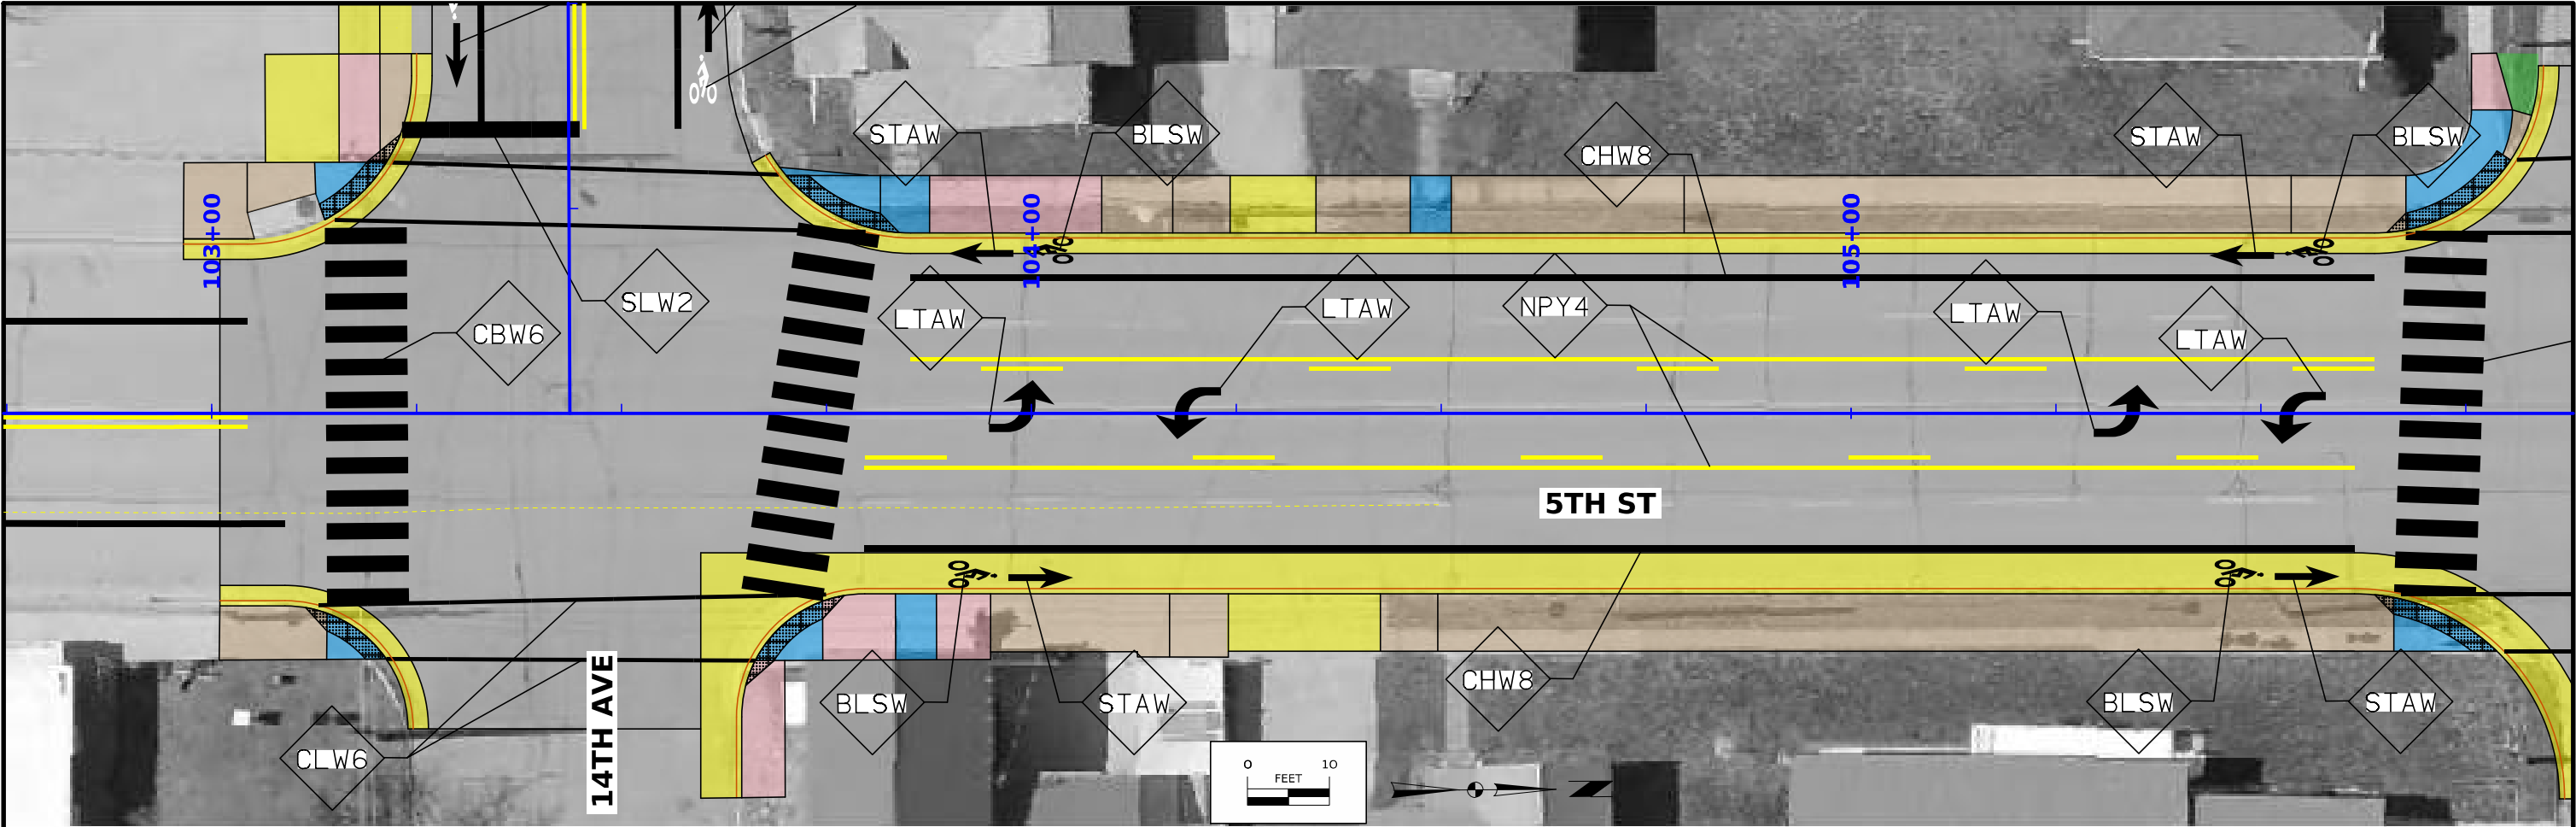 STAW
BLSW
CHW8
STAW
BLSW
103+00
104+00
105+00
CBW6
SLW2
LTAW
LTAW
NPY4
LTAW
LTAW
5TH ST
14TH AVE
CLW6
BLSW
STAW
CHW8
BLSW
STAW
0 10
FEET